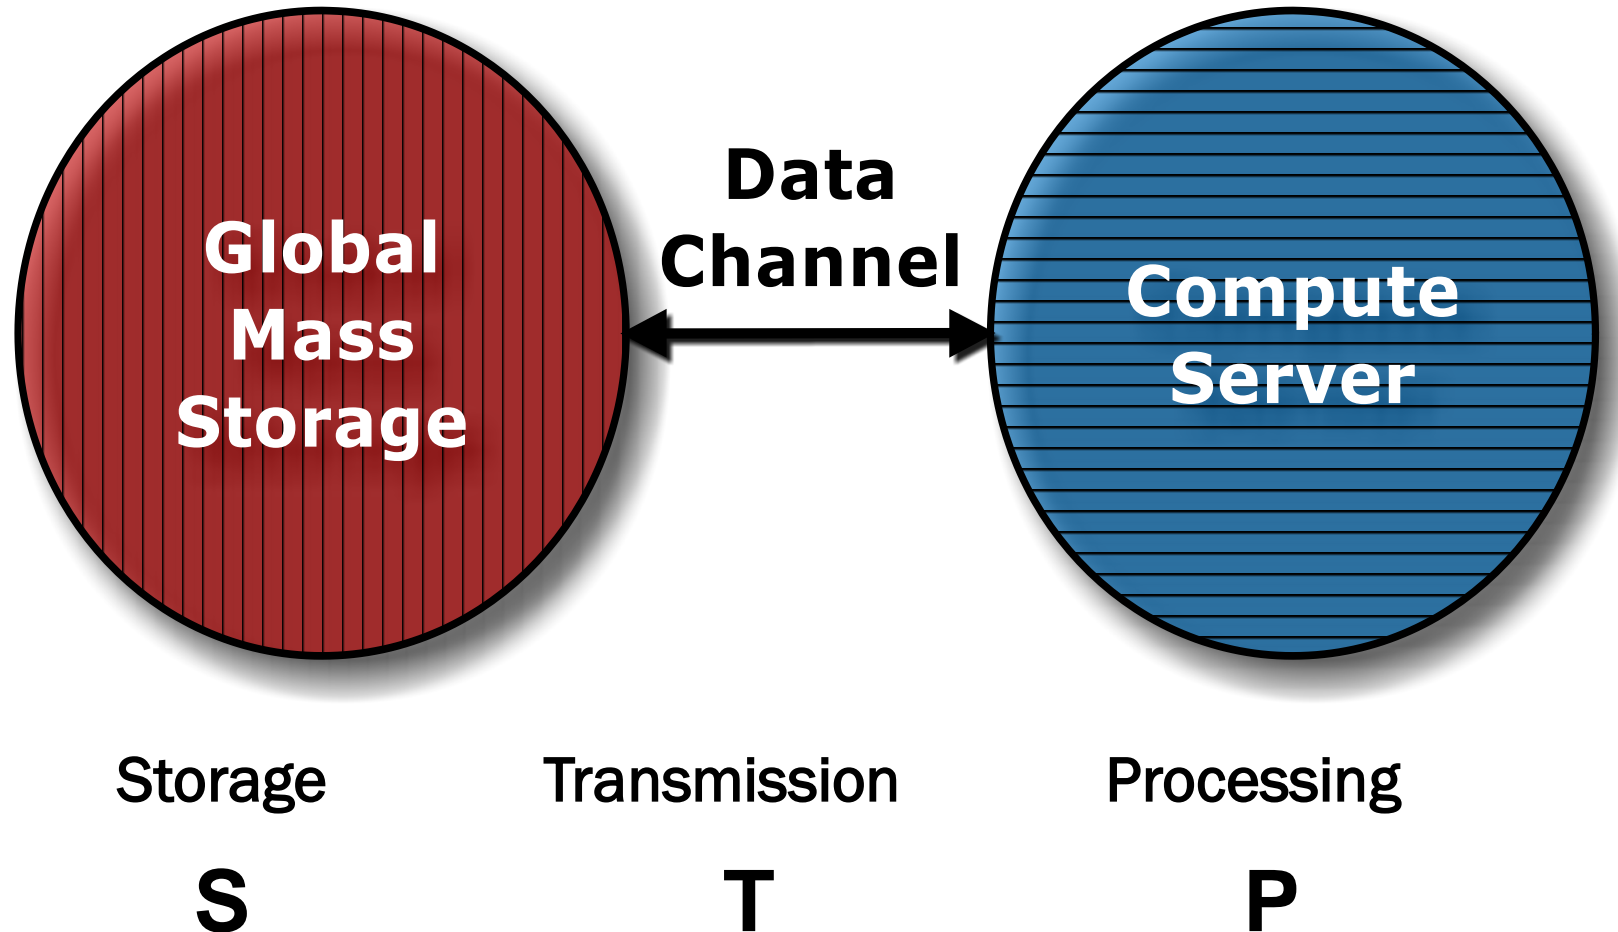 Global
Mass
Storage
Data
Channel
Compute
Server
Storage
Transmission
Processing
S
T
P